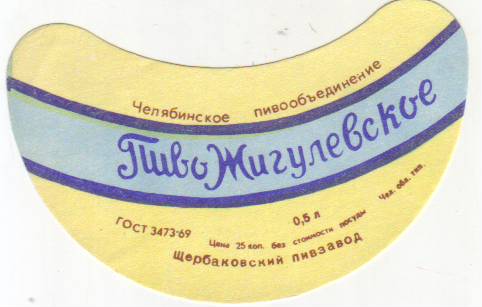 Челябинское пивообъединение
Пиво Жигулевское
ГОСТ 3473-69
0,5 л
Цена 25 коп. без стоимости посуды
Щербаковский пивзавод
Чел. обл. тип.